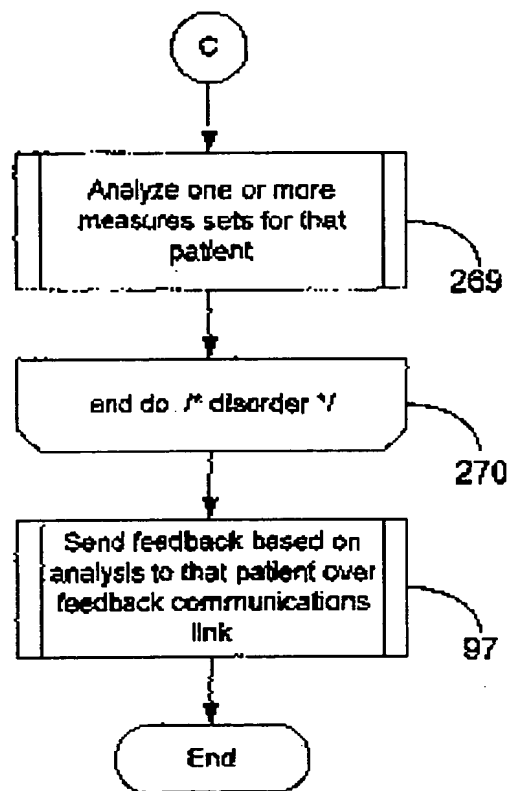 C
Analyze one or more
measures sets for that
patient
269
end do /* disorder */
270
Send feedback based on
analysis to that patient over
feedback communications
link
97
End